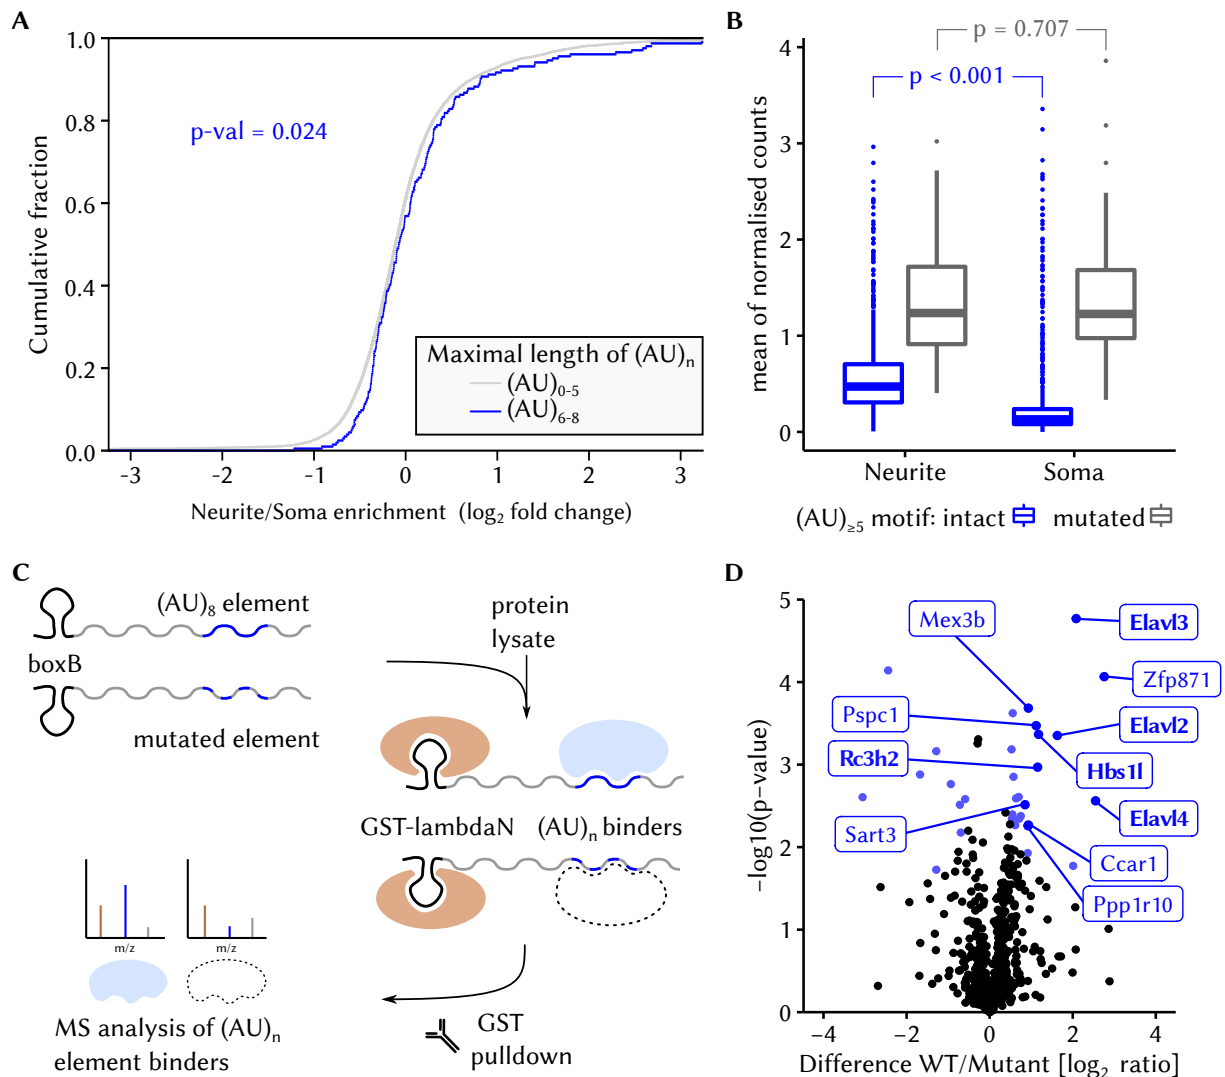 A
1.0
0.8
0.6
0.4
0.2
0.0
Cumulative fraction
p-val = 0.024
Maximal length of (AU)n
(AU)0-5
(AU)6-8
-3
-2
-1
0
1
2
3
Neurite/Soma enrichment (log2 fold change)
B
4
3
2
1
0
mean of normalised counts
p = 0.707
p < 0.001
Neurite
Soma
(AU)≥5 motif: intact
mutated
C
(AU)8 element
boxB
mutated element
protein
lysate
GST-lambdaN
(AU)n binders
m/z
m/z
MS analysis of (AU)n
element binders
GST
pulldown
D
5
4
3
2
1
0
−log10(p−value)
Mex3b
Elavl3
Zfp871
Pspc1
Elavl2
Rc3h2
Hbs1l
Elavl4
Sart3
Ccar1
Ppp1r10
−4
−2
0
2
4
Difference WT/Mutant [log2 ratio]